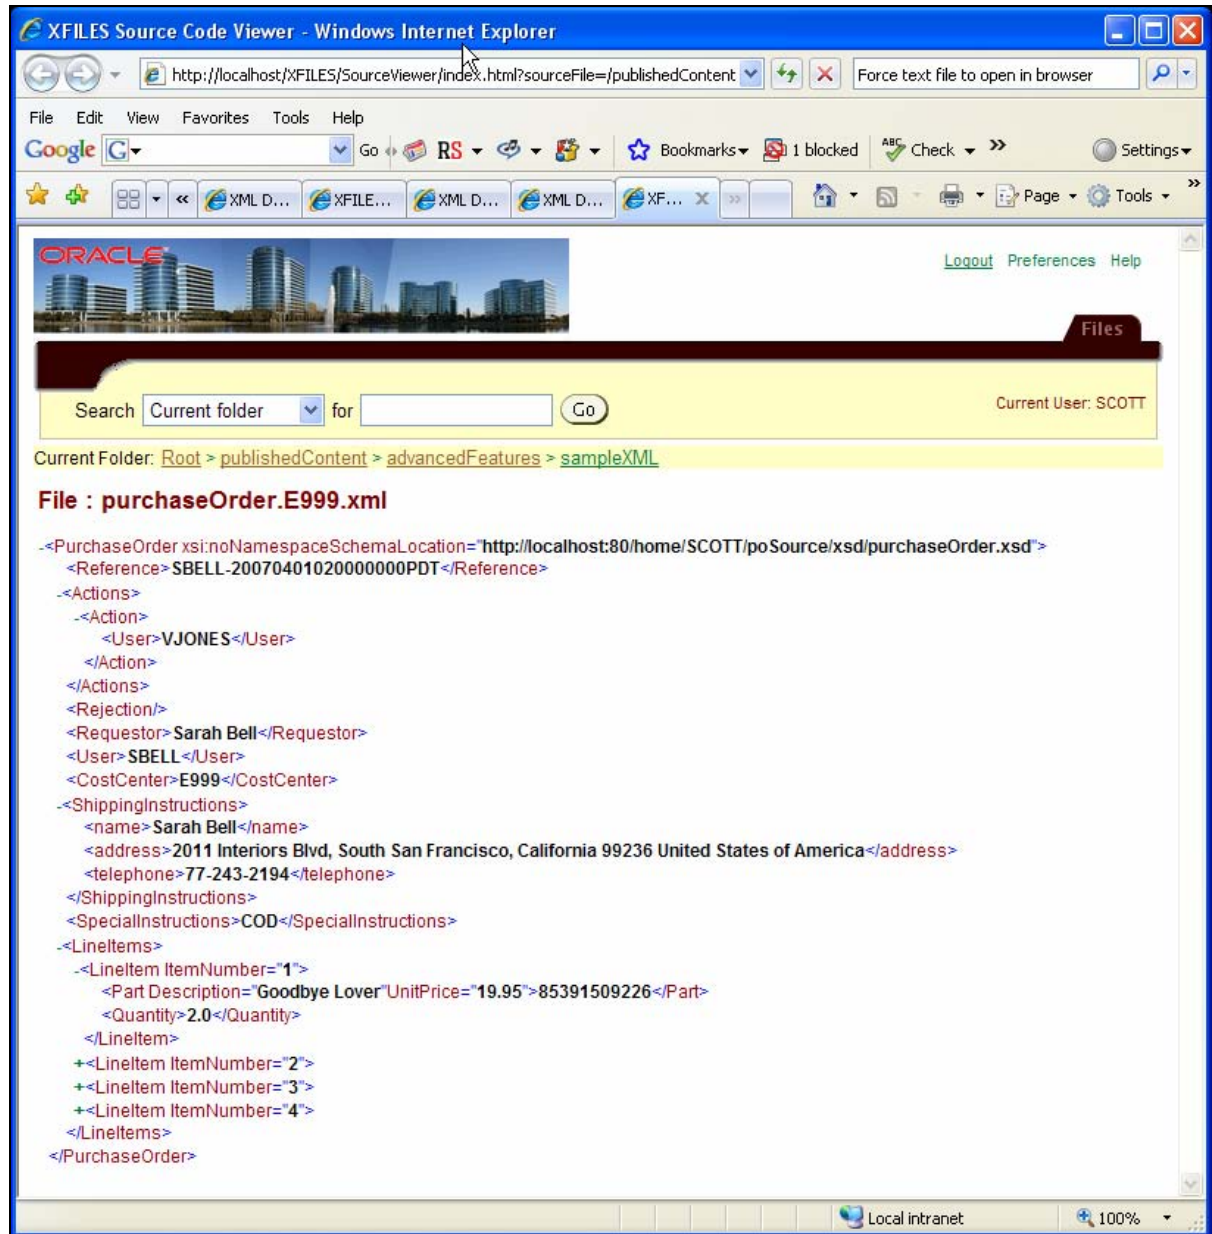 XFILES Source Code Viewer - Windows Internet Explorer
http://localhost/XFILES/SourceViewer/index.html?sourceFile=/publishedContent
Force text file to open in browser
File Edit View Favorites Tools Help
Google G Go RS Bookmarks 1 blocked ABC Check » Settings
« XML D... XFILE... XML D... XML D... XF... X » Page Tools »
ORACLE
Logout Preferences Help
Files
Search Current folder for Go
Current User: SCOTT
Current Folder: Root > publishedContent > advancedFeatures > sampleXML
File : purchaseOrder.E999.xml
-<PurchaseOrder xsi:noNamespaceSchemaLocation="http://localhost:80/home/SCOTT/poSource/xsd/purchaseOrder.xsd">
<Reference>SBELL-20070401020000000PDT</Reference>
-<Actions>
-<Action>
<User>VJONES</User>
</Action>
</Actions>
<Rejection/>
<Requestor>Sarah Bell</Requestor>
<User>SBELL</User>
<CostCenter>E999</CostCenter>
-<ShippingInstructions>
<name>Sarah Bell</name>
<address>2011 Interiors Blvd, South San Francisco, California 99236 United States of America</address>
<telephone>77-243-2194</telephone>
</ShippingInstructions>
<SpecialInstructions>COD</SpecialInstructions>
-<LineItems>
-<LineItem ItemNumber="1">
<Part Description="Goodbye Lover"UnitPrice="19.95">85391509226</Part>
<Quantity>2.0</Quantity>
</LineItem>
+<LineItem ItemNumber="2">
+<LineItem ItemNumber="3">
+<LineItem ItemNumber="4">
</LineItems>
</PurchaseOrder>
Local intranet 100%